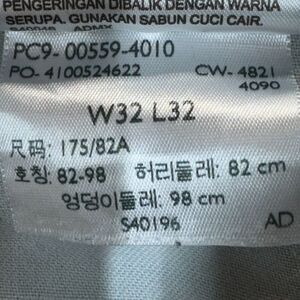 PENGERINGAN DIBALIK DENGAN WARNA
SERUPA. GUNAKAN SABUN CUCI CAIR.
ADMX
PC9- 00559-4010
PO- 4100524622 CW- 4821
4090
W32 L32
尺码: 175/82A
호칭: 82-98 허리둘레: 82 cm
엉덩이둘레: 98 cm
S40196 AD